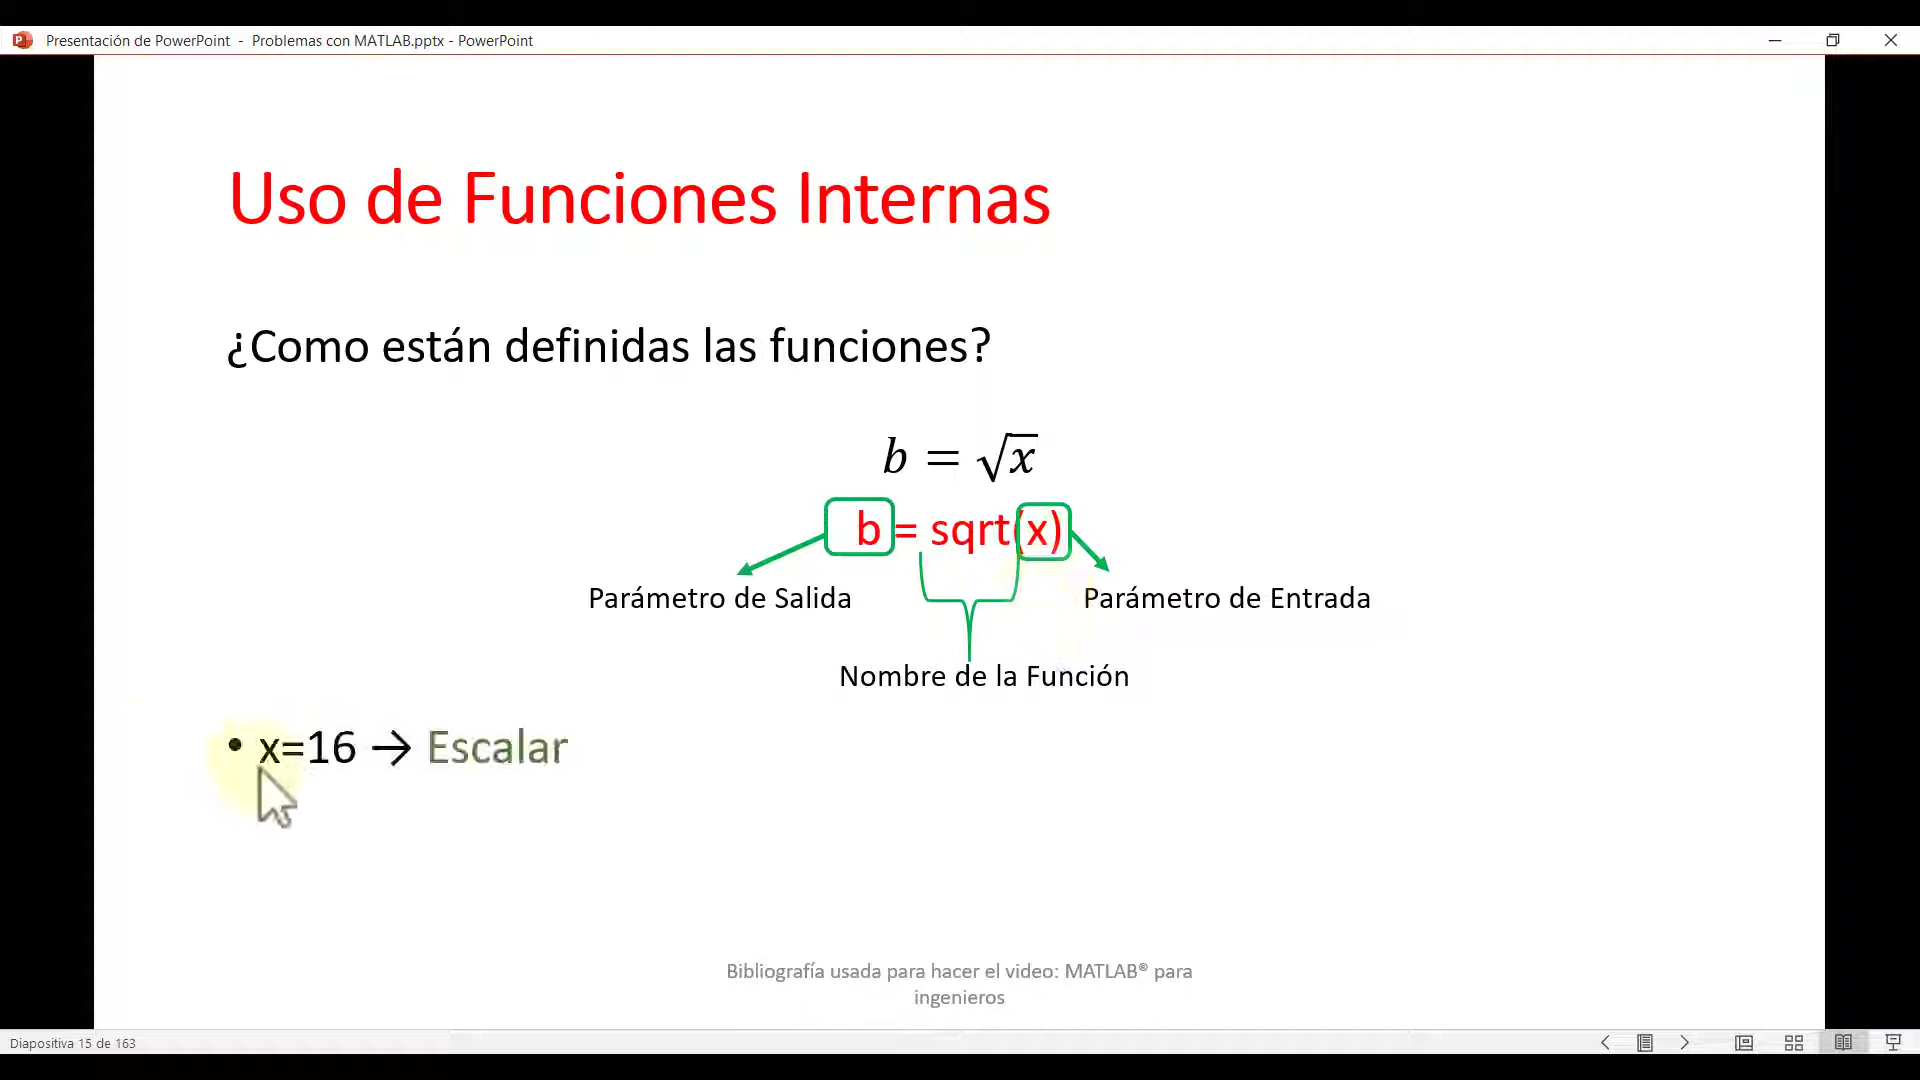 Presentación de PowerPoint - Problemas con MATLAB.pptx - PowerPoint
Uso de Funciones Internas
¿Como están definidas las funciones?
b = √x
b = sqrt(x)
Parámetro de Salida
Parámetro de Entrada
Nombre de la Función
• x=16 → Escalar
Bibliografía usada para hacer el video: MATLAB® para
ingenieros
Diapositiva 15 de 163